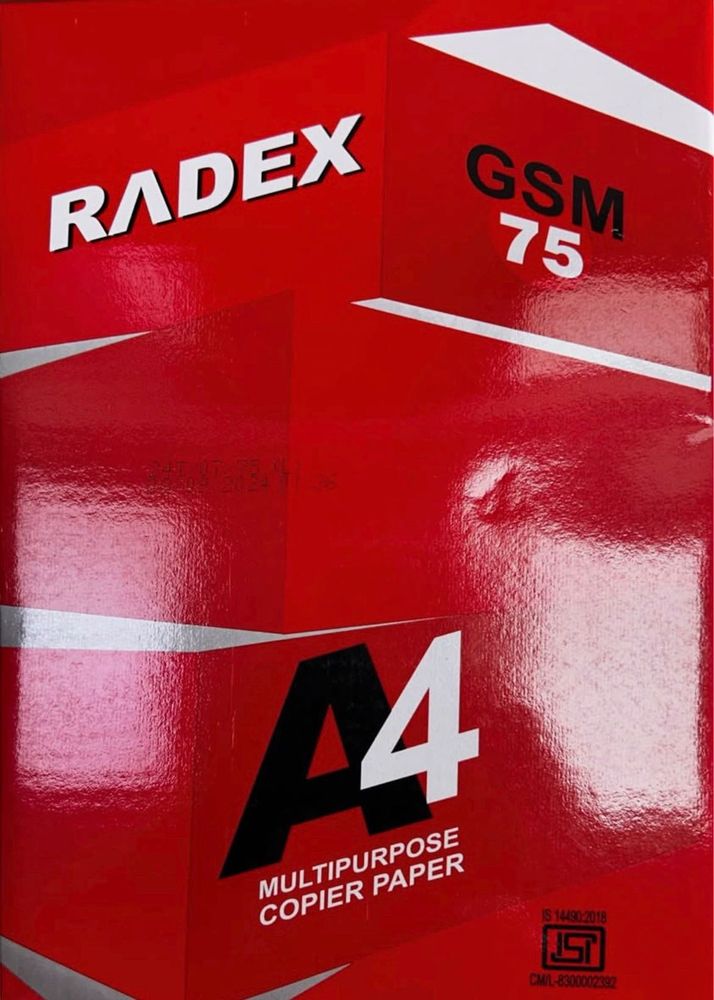 RADEX
GSM
75
A4
MULTIPURPOSE
COPIER PAPER
IS 14490:2018
ISI
CM/L-8300002392